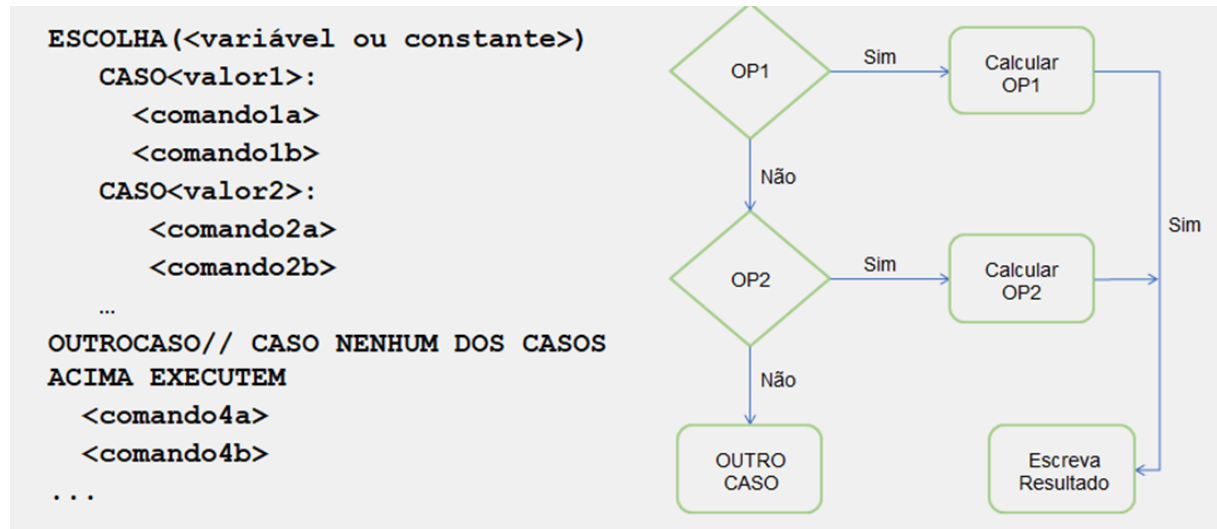 ESCOLHA(<variável ou constante>)
CASO<valor1>:
<comando1a>
<comando1b>
CASO<valor2>:
<comando2a>
<comando2b>
…
OUTROCASO// CASO NENHUM DOS CASOS
ACIMA EXECUTEM
<comando4a>
<comando4b>
...
OP1
Sim
Calcular
OP1
Não
Sim
OP2
Sim
Calcular
OP2
Não
OUTRO
CASO
Escreva
Resultado